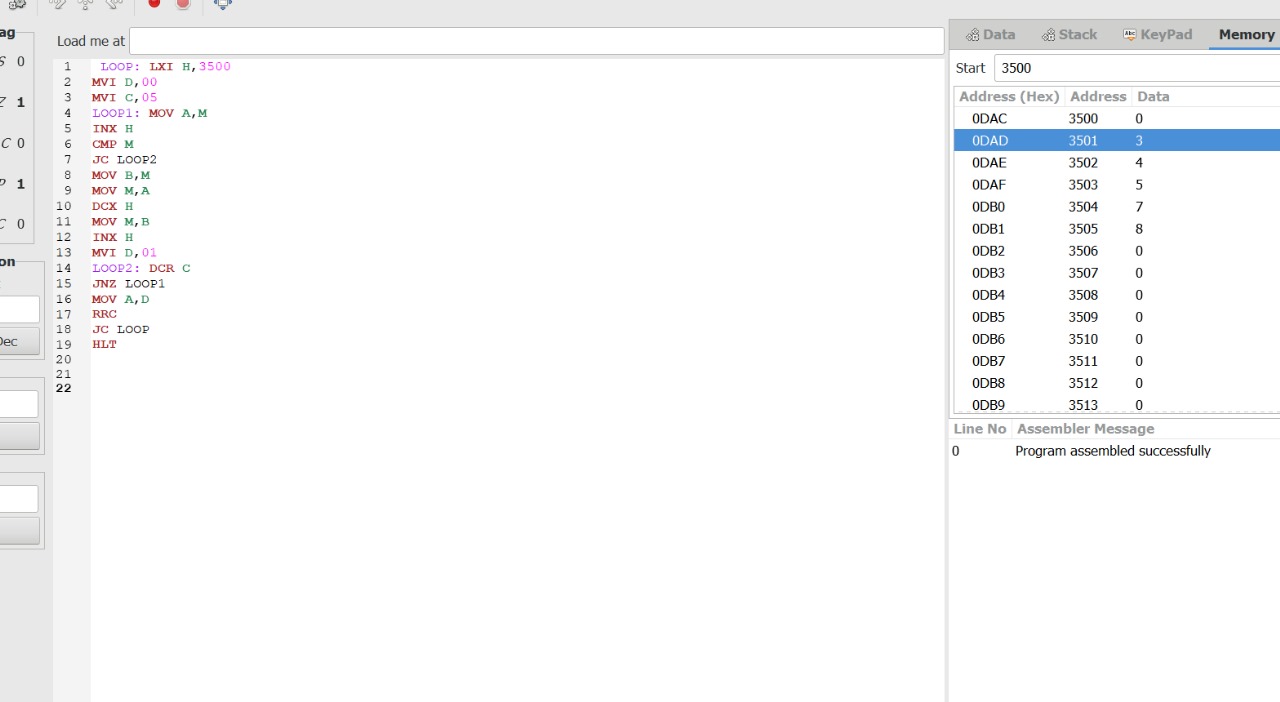 Load me at
1 LOOP: LXI H,3500
2 MVI D,00
3 MVI C,05
4 LOOP1: MOV A,M
5 INX H
6 CMP M
7 JC LOOP2
8 MOV B,M
9 MOV M,A
10 DCX H
11 MOV M,B
12 INX H
13 MVI D,01
14 LOOP2: DCR C
15 JNZ LOOP1
16 MOV A,D
17 RRC
18 JC LOOP
19 HLT
20
21
22
ag
S 0
Z 1
C 0
P 1
C 0
on
Dec
Data Stack KeyPad Memory
Start 3500
Address (Hex) Address Data
0DAC 3500 0
0DAD 3501 3
0DAE 3502 4
0DAF 3503 5
0DB0 3504 7
0DB1 3505 8
0DB2 3506 0
0DB3 3507 0
0DB4 3508 0
0DB5 3509 0
0DB6 3510 0
0DB7 3511 0
0DB8 3512 0
0DB9 3513 0
Line No Assembler Message
0 Program assembled successfully